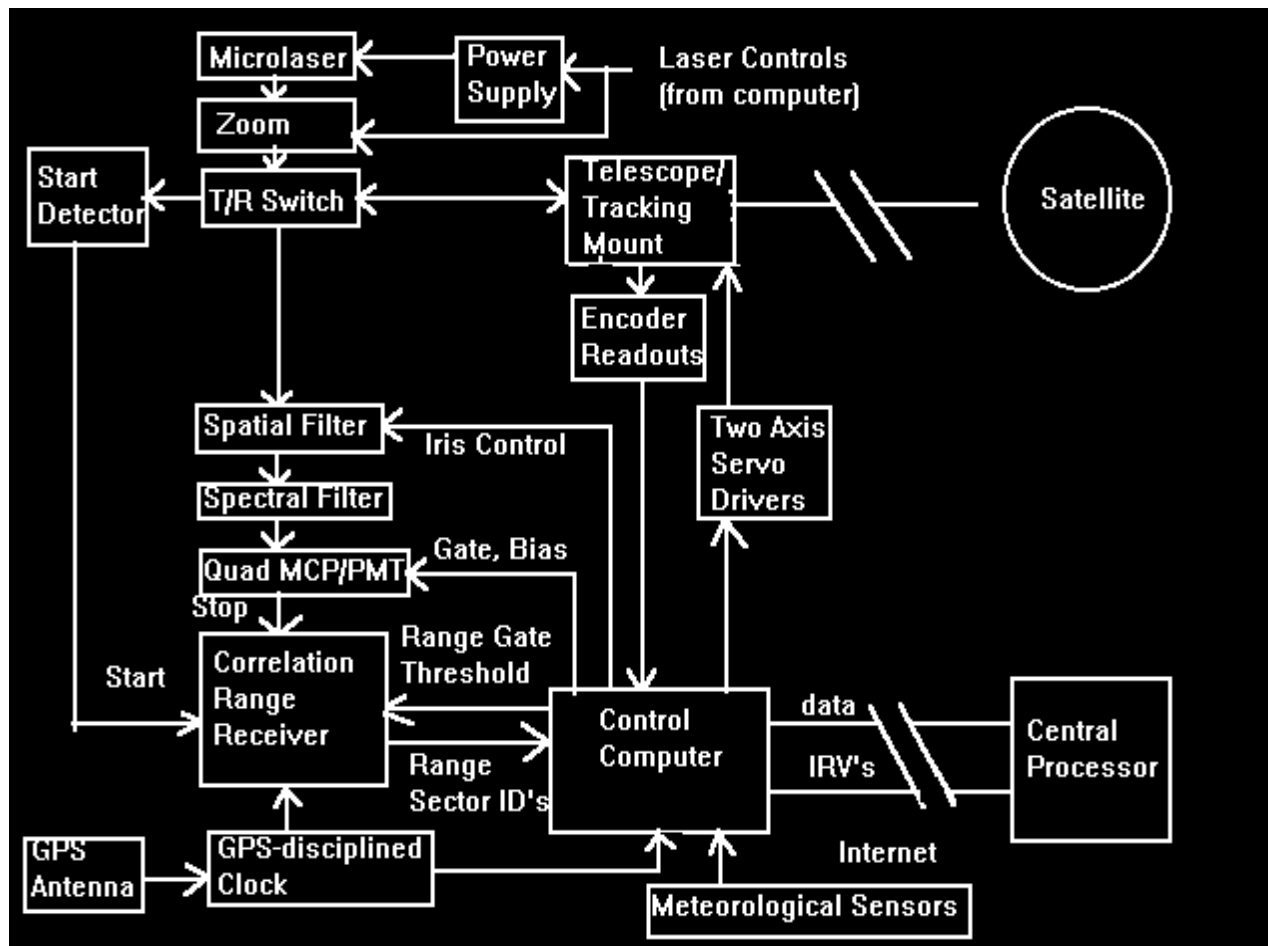 Microlaser
Power
Supply
Laser Controls
(from computer)
Zoom
Start
Detector
T/R Switch
Telescope/
Tracking
Mount
Satellite
Encoder
Readouts
Spatial Filter
Iris Control
Two Axis
Servo
Drivers
Spectral Filter
Gate, Bias
Quad MCP/PMT
Stop
Start
Correlation
Range
Receiver
Range Gate
Threshold
Range
Sector ID's
Control
Computer
data
IRV's
Central
Processor
GPS
Antenna
GPS-disciplined
Clock
Internet
Meteorological Sensors